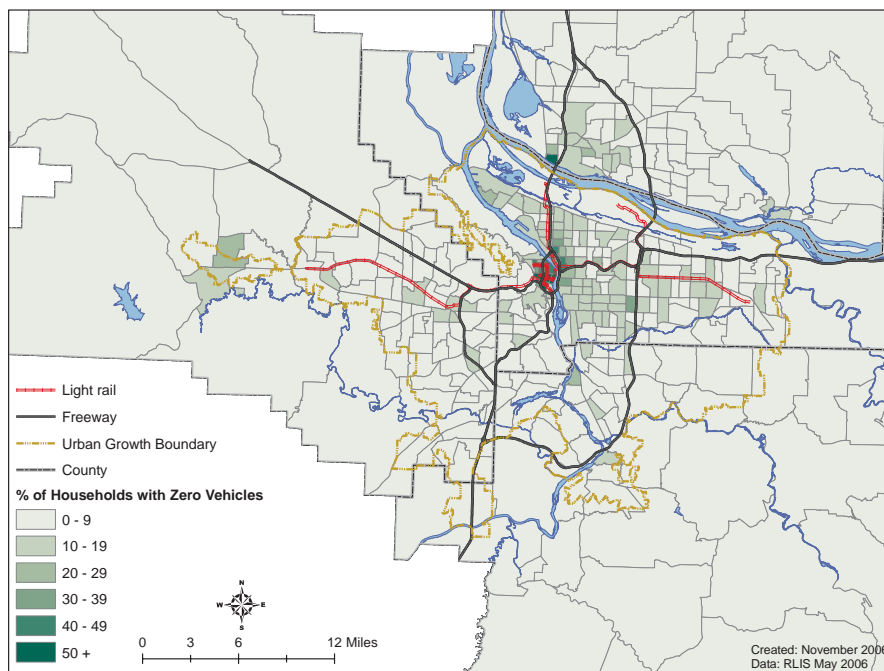 Light rail
Freeway
Urban Growth Boundary
County
% of Households with Zero Vehicles
0 - 9
10 - 19
20 - 29
30 - 39
40 - 49
50 +
N
W E
S
0 6 12 Miles
Created: November 2006
Data: RLIS May 2006